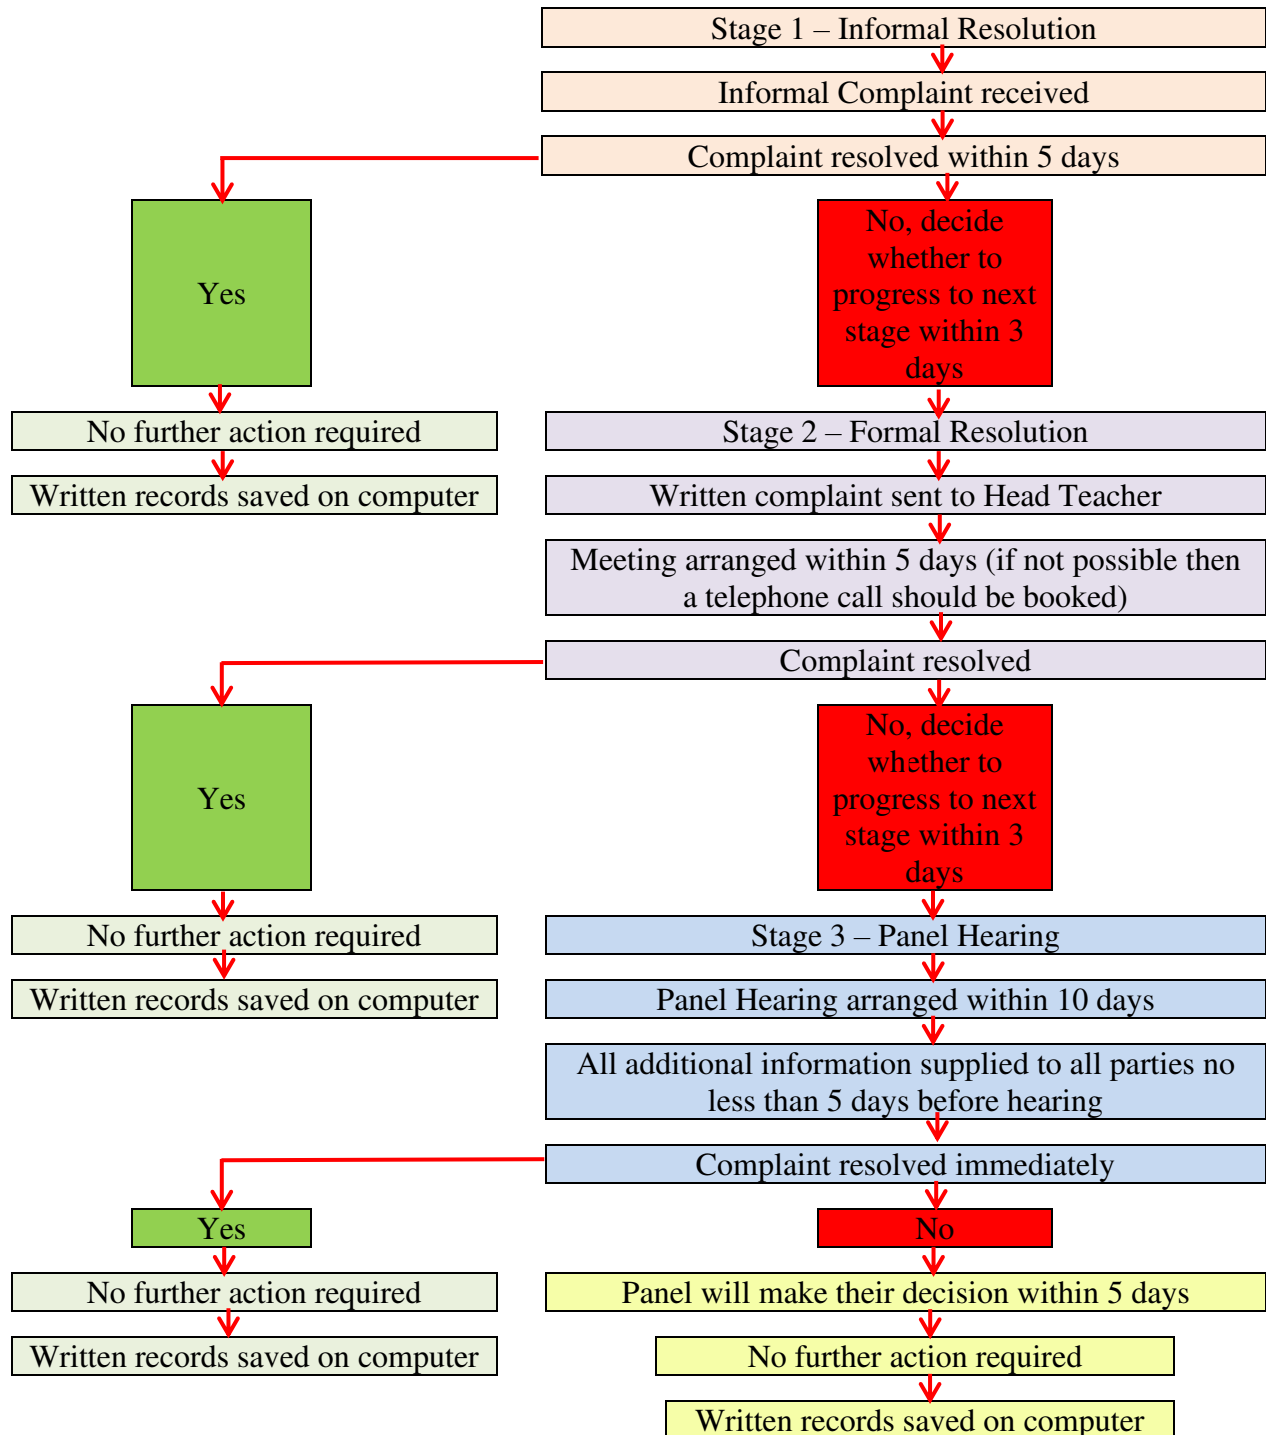 Stage 1 – Informal Resolution
Informal Complaint received
Complaint resolved within 5 days
Yes
No, decide
whether to
progress to next
stage within 3
days
No further action required
Stage 2 – Formal Resolution
Written records saved on computer
Written complaint sent to Head Teacher
Meeting arranged within 5 days (if not possible then
a telephone call should be booked)
Complaint resolved
Yes
No, decide
whether to
progress to next
stage within 3
days
No further action required
Stage 3 – Panel Hearing
Written records saved on computer
Panel Hearing arranged within 10 days
All additional information supplied to all parties no
less than 5 days before hearing
Complaint resolved immediately
Yes
No
No further action required
Panel will make their decision within 5 days
Written records saved on computer
No further action required
Written records saved on computer